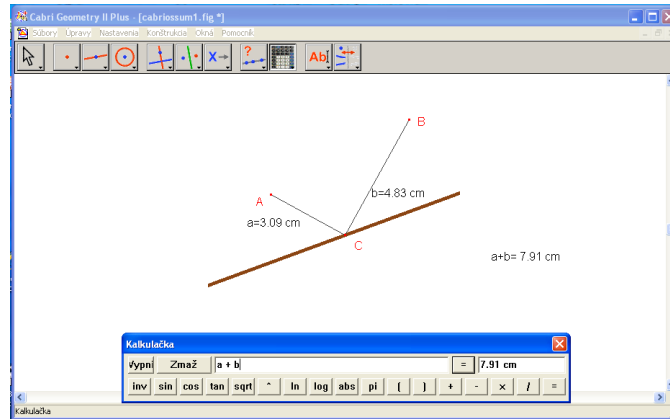 Cabri Geometry II Plus - [cabriossum1.fig *]
Súbory Úpravy Nastavenia Konštrukcia Okná Pomocník
? Ab
B
A
b=4.83 cm
a=3.09 cm
C
a+b= 7.91 cm
Kalkulačka
Vypni Zmaž a + b = 7.91 cm
inv sin cos tan sqrt ^ ln log abs pi ( ) + - × / =
Kalkulačka